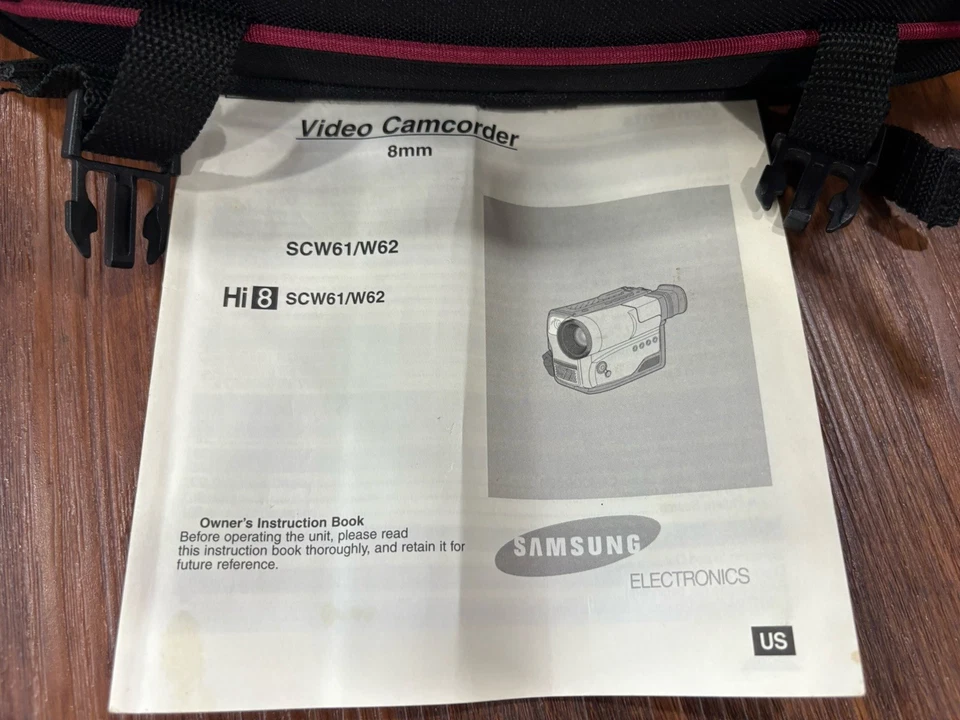 Video Camcorder
8mm
SCW61/W62
Hi8 SCW61/W62
Owner's Instruction Book
Before operating the unit, please read
this instruction book thoroughly, and retain it for
future reference.
SAMSUNG
ELECTRONICS
US